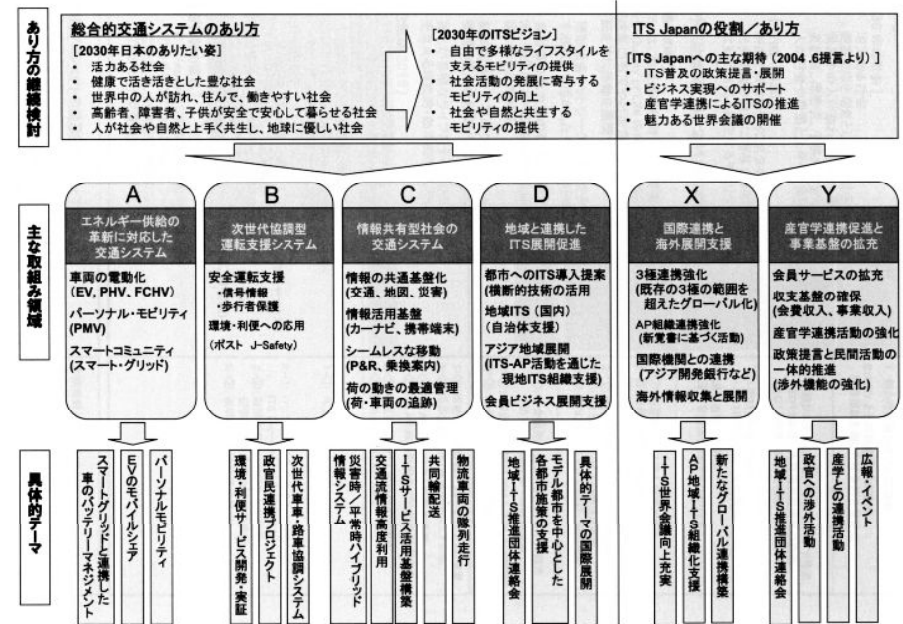 あり方の継続検討
総合的交通システムのあり方
[2030年日本のありたい姿]
・ 活力ある社会
・ 健康で活き活きとした豊な社会
・ 世界中の人が訪れ、住んで、働きやすい社会
・ 高齢者、障害者、子供が安全で安心して暮らせる社会
・ 人が社会や自然と上手く共生し、地球に優しい社会
[2030年のITSビジョン]
・ 自由で多様なライフスタイルを
支えるモビリティの提供
・ 社会活動の発展に寄与する
モビリティの向上
・ 社会や自然と共生する
モビリティの提供
ITS Japanの役割/あり方
[ITS Japanへの主な期待(2004.6提言より)]
・ ITS普及の政策提言・展開
・ ビジネス実現へのサポート
・ 産官学連携によるITSの推進
・ 魅力ある世界会議の開催
主な取組み領域
A
エネルギー供給の
革新に対応した
交通システム
車両の電動化
(EV, PHV, FCHV)
パーソナル・モビリティ
(PMV)
スマートコミュニティ
(スマート・グリッド)
B
次世代協調型
運転支援システム
安全運転支援
・信号情報
・歩行者保護
環境・利便への応用
(ポスト J-Safety)
C
情報共有型社会の
交通システム
情報の共通基盤化
(交通、地図、災害)
情報活用基盤
(カーナビ、携帯端末)
シームレスな移動
(P&R、乗換案内)
荷の動きの最適管理
(荷・車両の追跡)
D
地域と連携した
ITS展開促進
都市へのITS導入提案
(横断的技術の活用
地域ITS(国内)
(自治体支援)
アジア地域展開
(ITS-AP活動を通じた
現地ITS組織支援)
会員ビジネス展開支援
X
国際連携と
海外展開支援
3極連携強化
(既存の3極の範囲を
超えたグローバル化)
AP組織連携強化
(新覚書に基づく活動)
国際機関との連携
(アジア開発銀行など)
海外情報収集と展開
Y
産官学連携促進と
事業基盤の拡充
会員サービスの拡充
収支基盤の確保
(会費収入、事業収入)
産官学連携活動の強化
政策提言と民間活動の
一体的推進
(渉外機能の強化)
具体的テーマ
スマートグリッドと連携した
車のバッテリーマネジメント
EVのモバイルシェア
パーソナルモビリティ
環境・利便サービス開発・実証
政官民連携プロジェクト
次世代車車・路車協調システム
災害時/平常時ハイブリッド
情報システム
交通流情報高度利用
ITSサービス活用基盤構築
共同輸配送
物流車両の隊列走行
地域ITS推進団体連絡会
モデル都市を中心とした
各都市施策の支援
具体的テーマの国際展開
ITS世界会議向上充実
AP地域ITS組織化支援
新たなグローバル連携構築
地域ITS推進団体連絡会
政官への渉外活動
産学との連携活動
広報・イベント